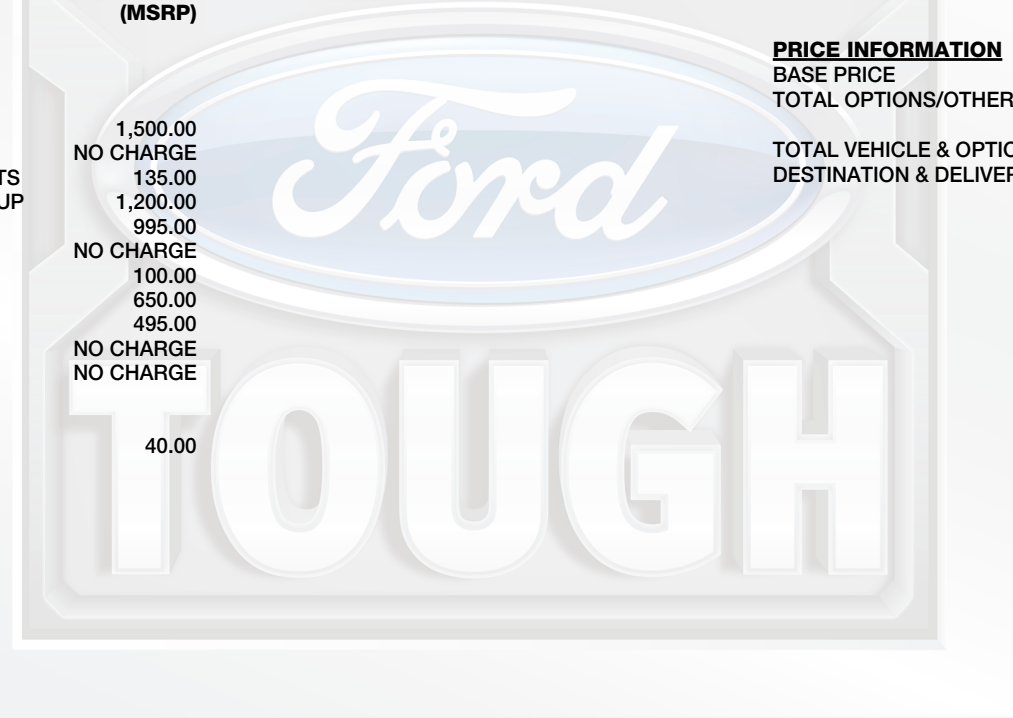 (MSRP)
1,500.00
NO CHARGE
TS 135.00
UP 1,200.00
995.00
NO CHARGE
100.00
650.00
495.00
NO CHARGE
NO CHARGE
40.00
PRICE INFORMATION
BASE PRICE
TOTAL OPTIONS/OTHER
TOTAL VEHICLE & OPTIO
DESTINATION & DELIVER
Ford
TOUGH